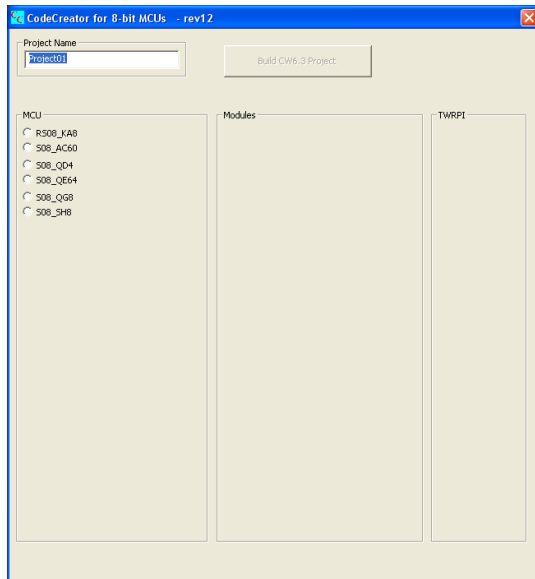 CodeCreator for 8-bit MCUs - rev12
Project Name
Project01
Build CW6.3 Project
MCU
RS08_KA8
S08_AC60
S08_QD4
S08_QE64
S08_QG8
S08_SH8
Modules
TWRPI